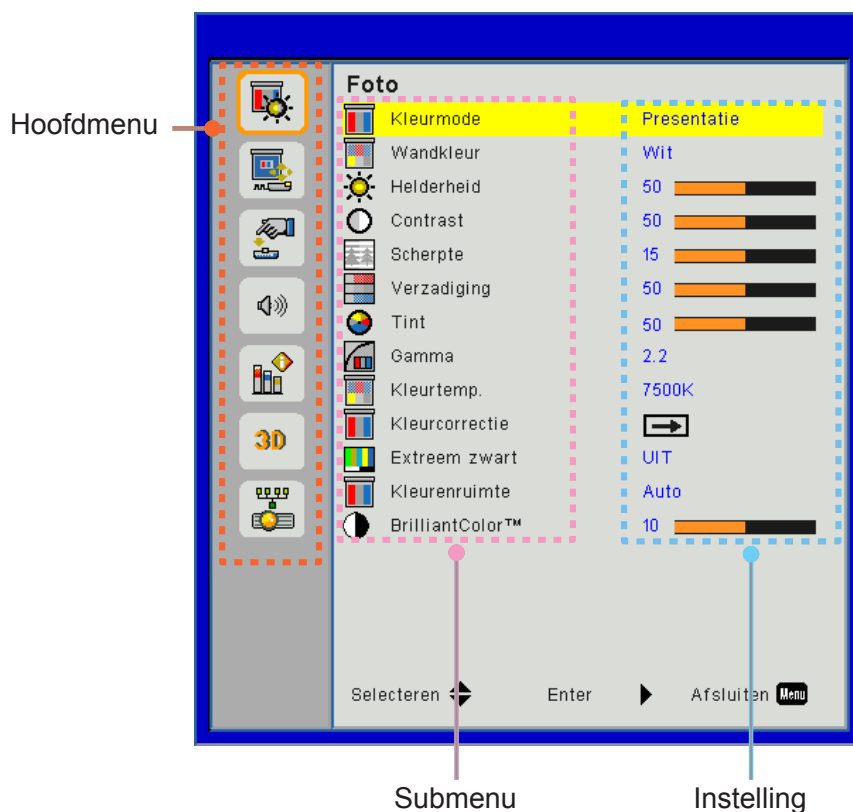 Hoofdmenu
Foto
Kleurmode Presentatie
Wandkleur Wit
Helderheid 50
Contrast 50
Scherpte 15
Verzadiging 50
Tint 50
Gamma 2.2
Kleurtemp. 7500K
Kleurcorrectie
Extreem zwart UIT
Kleurenruimte Auto
BrilliantColor™ 10
3D
Selecteren Enter Afsluiten Menu
Submenu Instelling